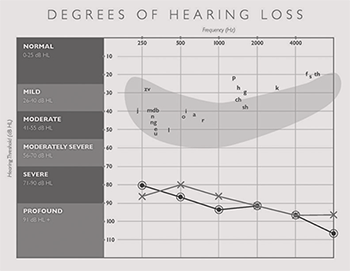 DEGREES OF HEARING LOSS
Frequency (Hz)
250 500 1000 2000 4000
NORMAL
0-25 dB HL
MILD
26-40 dB HL
MODERATE
41-55 dB HL
MODERATELY SEVERE
56-70 dB HL
SEVERE
71-90 dB HL
PROFOUND
91 dB HL +
Hearing Threshold (dB HL)
10
20
30
40
50
60
70
80
90
100
110
zv
j mdb
n
ng
e
u l
i
o a
r
p
h
g
ch
sh
k
f s th